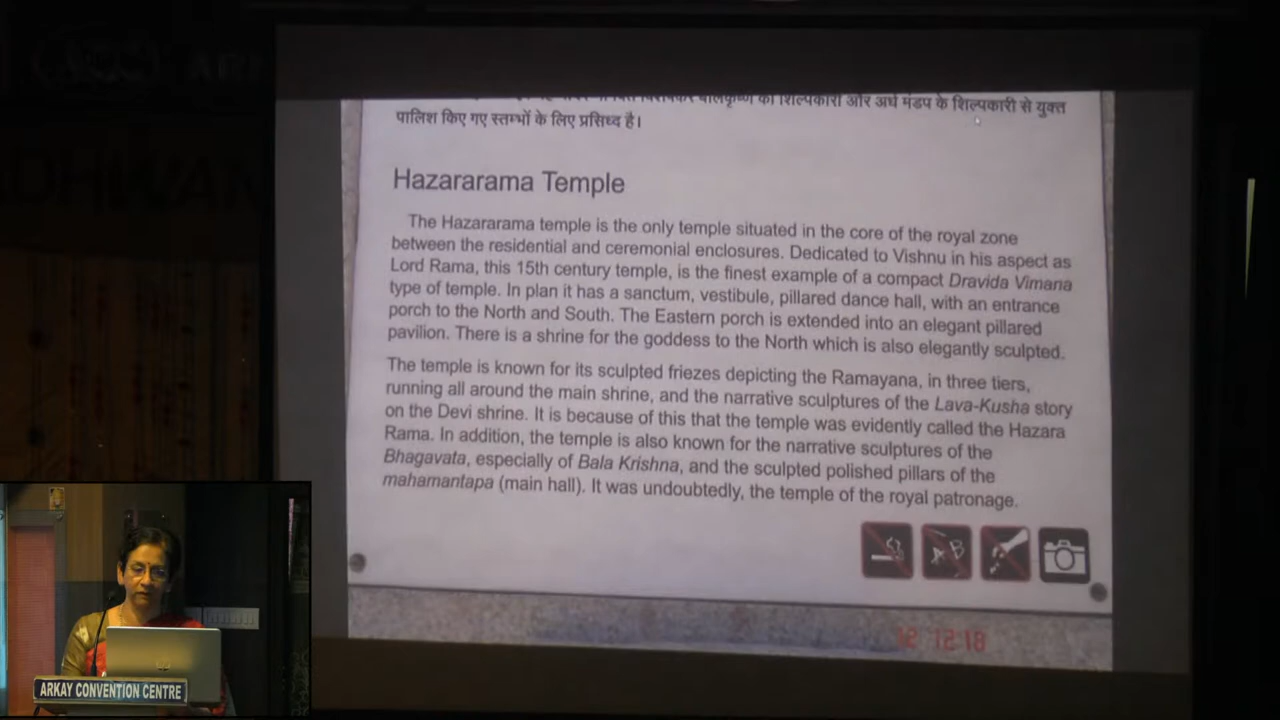 शिल्पकारी और अर्ध मंडप के शिल्पकारी से युक्त
पालिश किए गए स्तम्भों के लिए प्रसिध्द है।
Hazararama Temple
The Hazararama temple is the only temple situated in the core of the royal zone
between the residential and ceremonial enclosures. Dedicated to Vishnu in his aspect as
Lord Rama, this 15th century temple, is the finest example of a compact Dravida Vimana
type of temple. In plan it has a sanctum, vestibule, pillared dance hall, with an entrance
porch to the North and South. The Eastern porch is extended into an elegant pillared
pavilion. There is a shrine for the goddess to the North which is also elegantly sculpted.
The temple is known for its sculpted friezes depicting the Ramayana, in three tiers,
running all around the main shrine, and the narrative sculptures of the Lava-Kusha story
on the Devi shrine. It is because of this that the temple was evidently called the Hazara
Rama. In addition, the temple is also known for the narrative sculptures of the
Bhagavata, especially of Bala Krishna, and the sculpted polished pillars of the
mahamantapa (main hall). It was undoubtedly, the temple of the royal patronage.
A B
12 12 18
ARKAY CONVENTION CENTRE